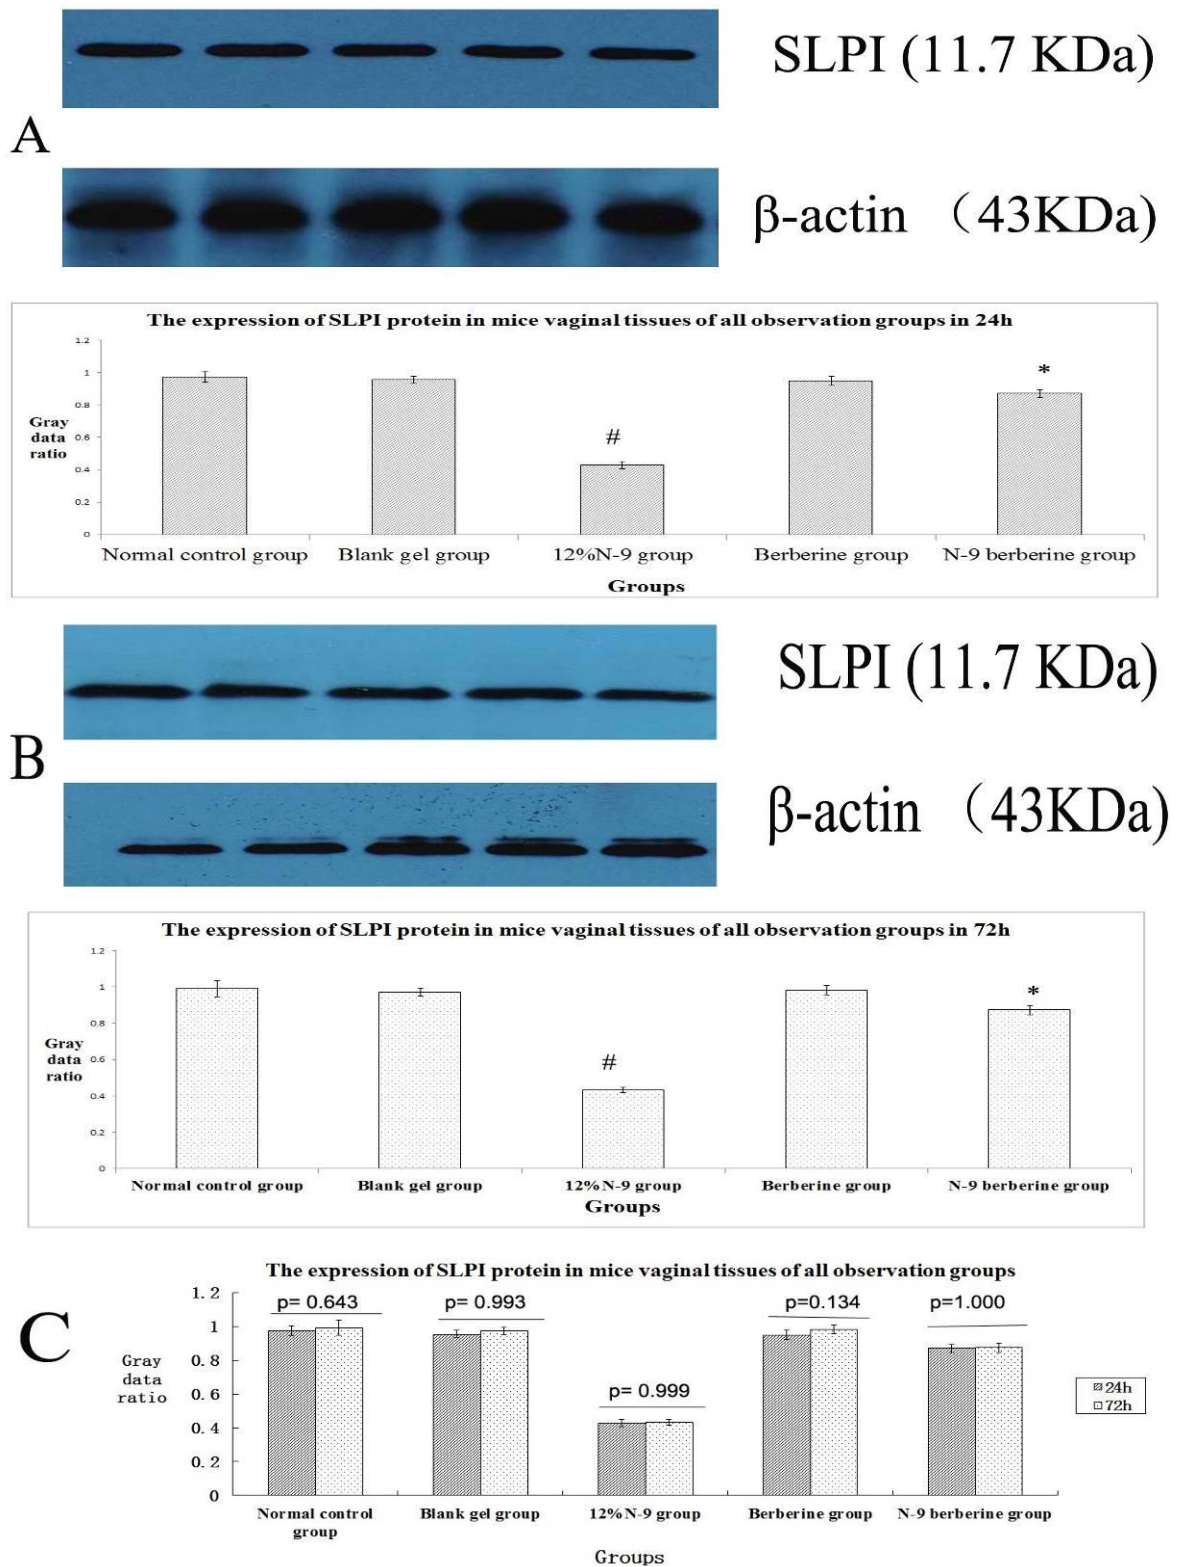 SLPI (11.7 KDa)
A
β-actin （43KDa)
The expression of SLPI protein in mice vaginal tissues of all observation groups in 24h
1.2
1
0.8
0.6
0.4
0.2
0
Gray
data
ratio
#
*
Normal control group Blank gel group 12%N-9 group Berberine group N-9 berberine group
Groups
SLPI (11.7 KDa)
B
β-actin （43KDa)
The expression of SLPI protein in mice vaginal tissues of all observation groups in 72h
1.2
1
0.8
0.6
0.4
0.2
0
Gray
data
ratio
#
*
Normal control group Blank gel group 12%N-9 group Berberine group N-9 berberine group
Groups
C
The expression of SLPI protein in mice vaginal tissues of all observation groups
1.2
1
0.8
0.6
0.4
0.2
0
Gray
data
ratio
p= 0.643 p= 0.993 p= 0.999 p=0.134 p=1.000
24h
72h
Normal control group Blank gel group 12%N-9 group Berberine group N-9 berberine group
Groups